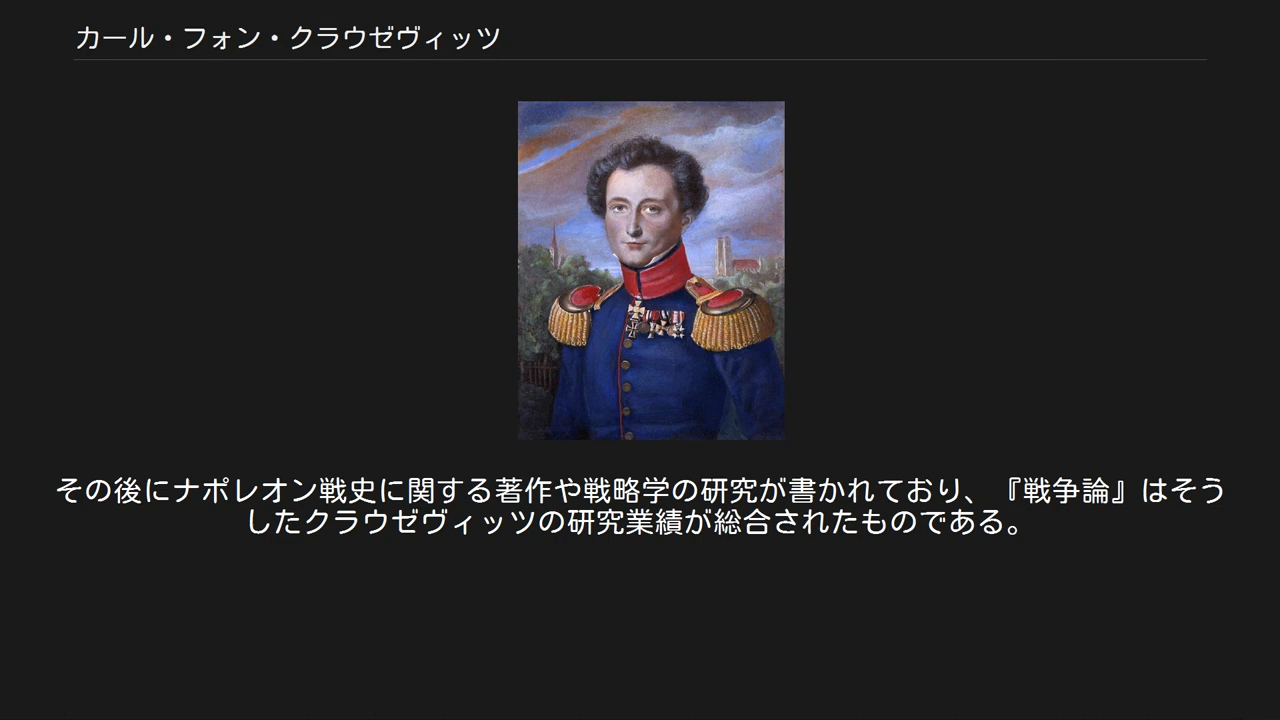 カール・フォン・クラウゼヴィッツ
その後にナポレオン戦史に関する著作や戦略学の研究が書かれており、『戦争論』はそう
したクラウゼヴィッツの研究業績が総合されたものである。